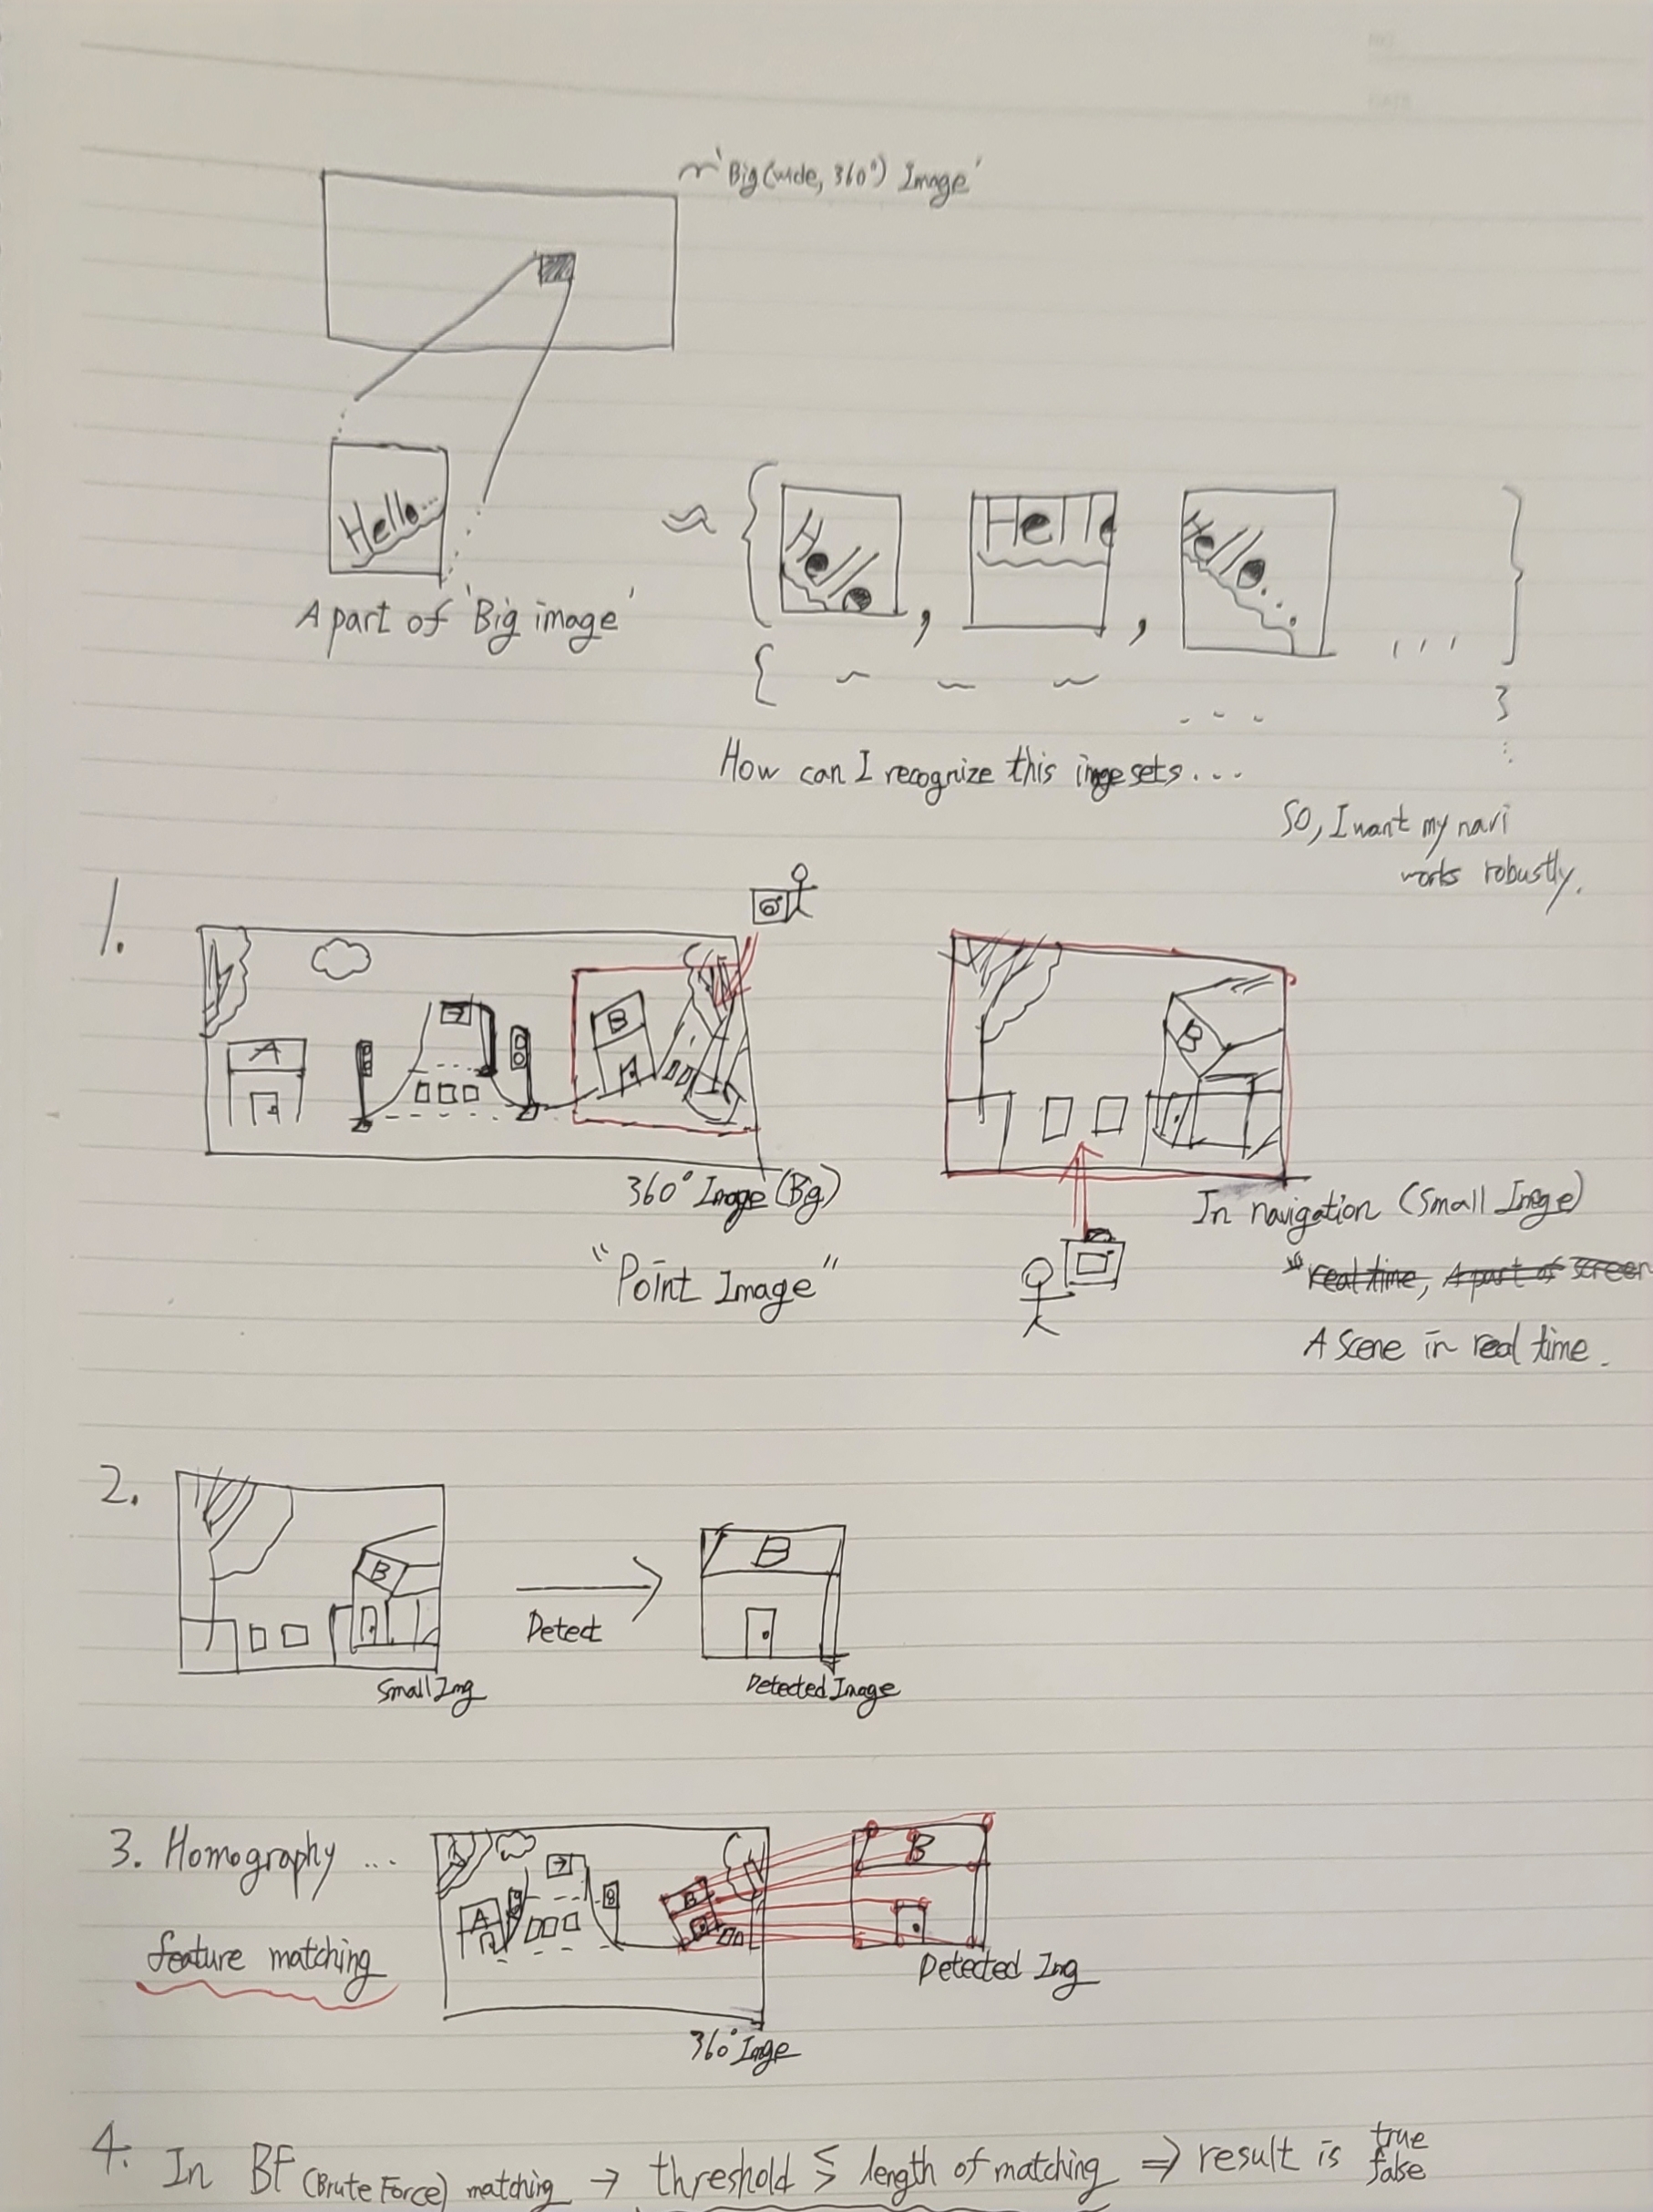 'Big(wide, 360°) Image'
Hello...
Hello
Hello
Hello...
A part of 'Big image'
How can I recognize this image sets...
So, I want my navi
works robustly.
1.
A
B
B
360° Image (Big)
In navigation (Small Image)
"Point Image"
real time, A part of screen
A scene in real time.
2.
B
B
Detect
Small Img
Detected Image
3. Homography ...
A
B
B
feature matching
Detected Img
360° Image
4. In BF (Brute Force) matching → threshold ≶ length of matching ⇒ result is true
false